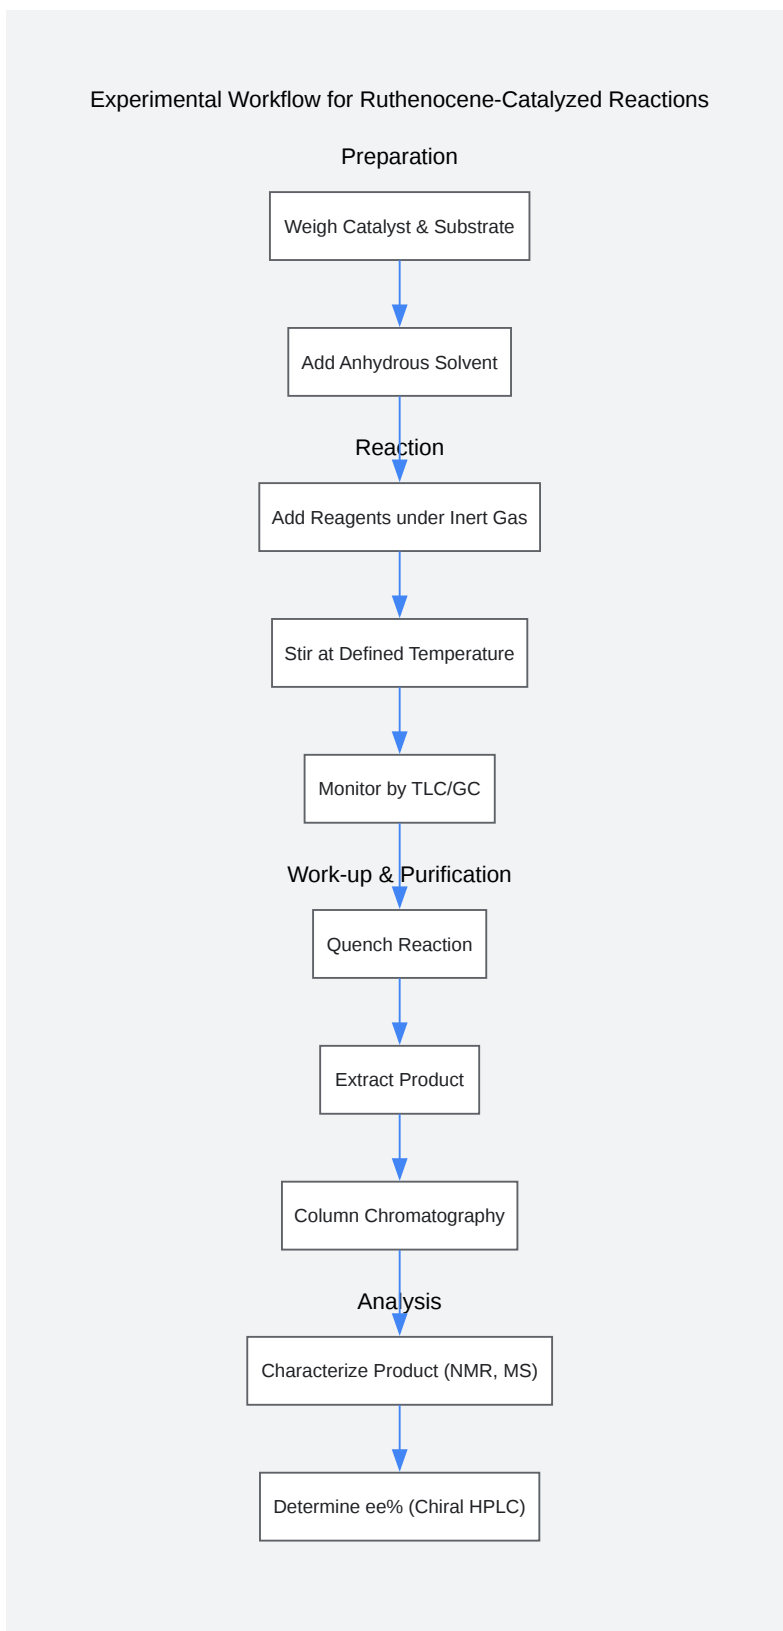 Experimental Workflow for Ruthenocene-Catalyzed Reactions
Preparation
Weigh Catalyst & Substrate
Add Anhydrous Solvent
Reaction
Add Reagents under Inert Gas
Stir at Defined Temperature
Monitor by TLC/GC
Work-up & Purification
Quench Reaction
Extract Product
Column Chromatography
Analysis
Characterize Product (NMR, MS)
Determine ee% (Chiral HPLC)